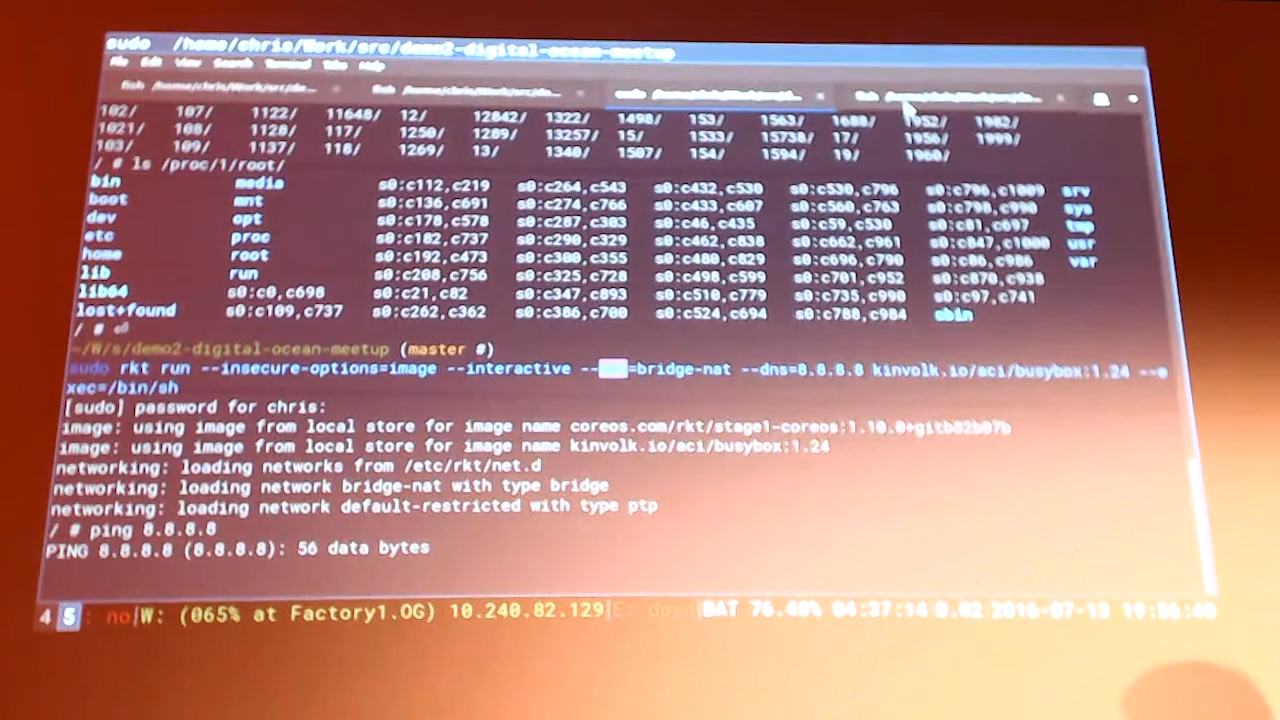 sudo /home/chris/Work/src/demo2-digital-ocean-meetup
File Edit View Search Terminal Tabs Help
102/ 107/ 1122/ 11648/ 12/ 12842/ 1322/ 1498/ 153/ 1563/ 1688/ 1952/ 1982/
1021/ 108/ 1128/ 117/ 1250/ 1289/ 13257/ 15/ 1533/ 15738/ 17/ 1956/ 1999/
103/ 109/ 1137/ 118/ 1269/ 13/ 1340/ 1507/ 154/ 1594/ 19/ 1960/
/ # ls /proc/1/root/
bin media s0:c112,c219 s0:c264,c543 s0:c432,c530 s0:c530,c796 s0:c796,c1009 srv
boot mnt s0:c136,c691 s0:c274,c766 s0:c433,c607 s0:c560,c763 s0:c798,c990 sys
dev opt s0:c178,c578 s0:c287,c303 s0:c46,c435 s0:c59,c530 s0:c81,c697 tmp
etc proc s0:c182,c737 s0:c290,c329 s0:c462,c838 s0:c662,c961 s0:c847,c1000 usr
home root s0:c192,c473 s0:c300,c355 s0:c480,c829 s0:c696,c790 s0:c86,c986 var
lib run s0:c208,c756 s0:c325,c728 s0:c498,c599 s0:c701,c952 s0:c870,c938
lib64 s0:c0,c698 s0:c21,c82 s0:c347,c893 s0:c510,c779 s0:c735,c990 s0:c97,c741
lost+found s0:c109,c737 s0:c262,c362 s0:c386,c700 s0:c524,c694 s0:c788,c984 sbin
/ # ⏎
~/W/s/demo2-digital-ocean-meetup (master #)
sudo rkt run --insecure-options=image --interactive --=bridge-nat --dns=8.8.8.8 kinvolk.io/aci/busybox:1.24 --e
xec=/bin/sh
[sudo] password for chris:
image: using image from local store for image name coreos.com/rkt/stage1-coreos:1.10.0+gitb82b07b
image: using image from local store for image name kinvolk.io/aci/busybox:1.24
networking: loading networks from /etc/rkt/net.d
networking: loading network bridge-nat with type bridge
networking: loading network default-restricted with type ptp
/ # ping 8.8.8.8
PING 8.8.8.8 (8.8.8.8): 56 data bytes
4 5 : no|W: (065% at Factory1.OG) 10.240.82.129|E: down|BAT 76.48% 04:37:14 0.02 2016-07-13 19:56:40